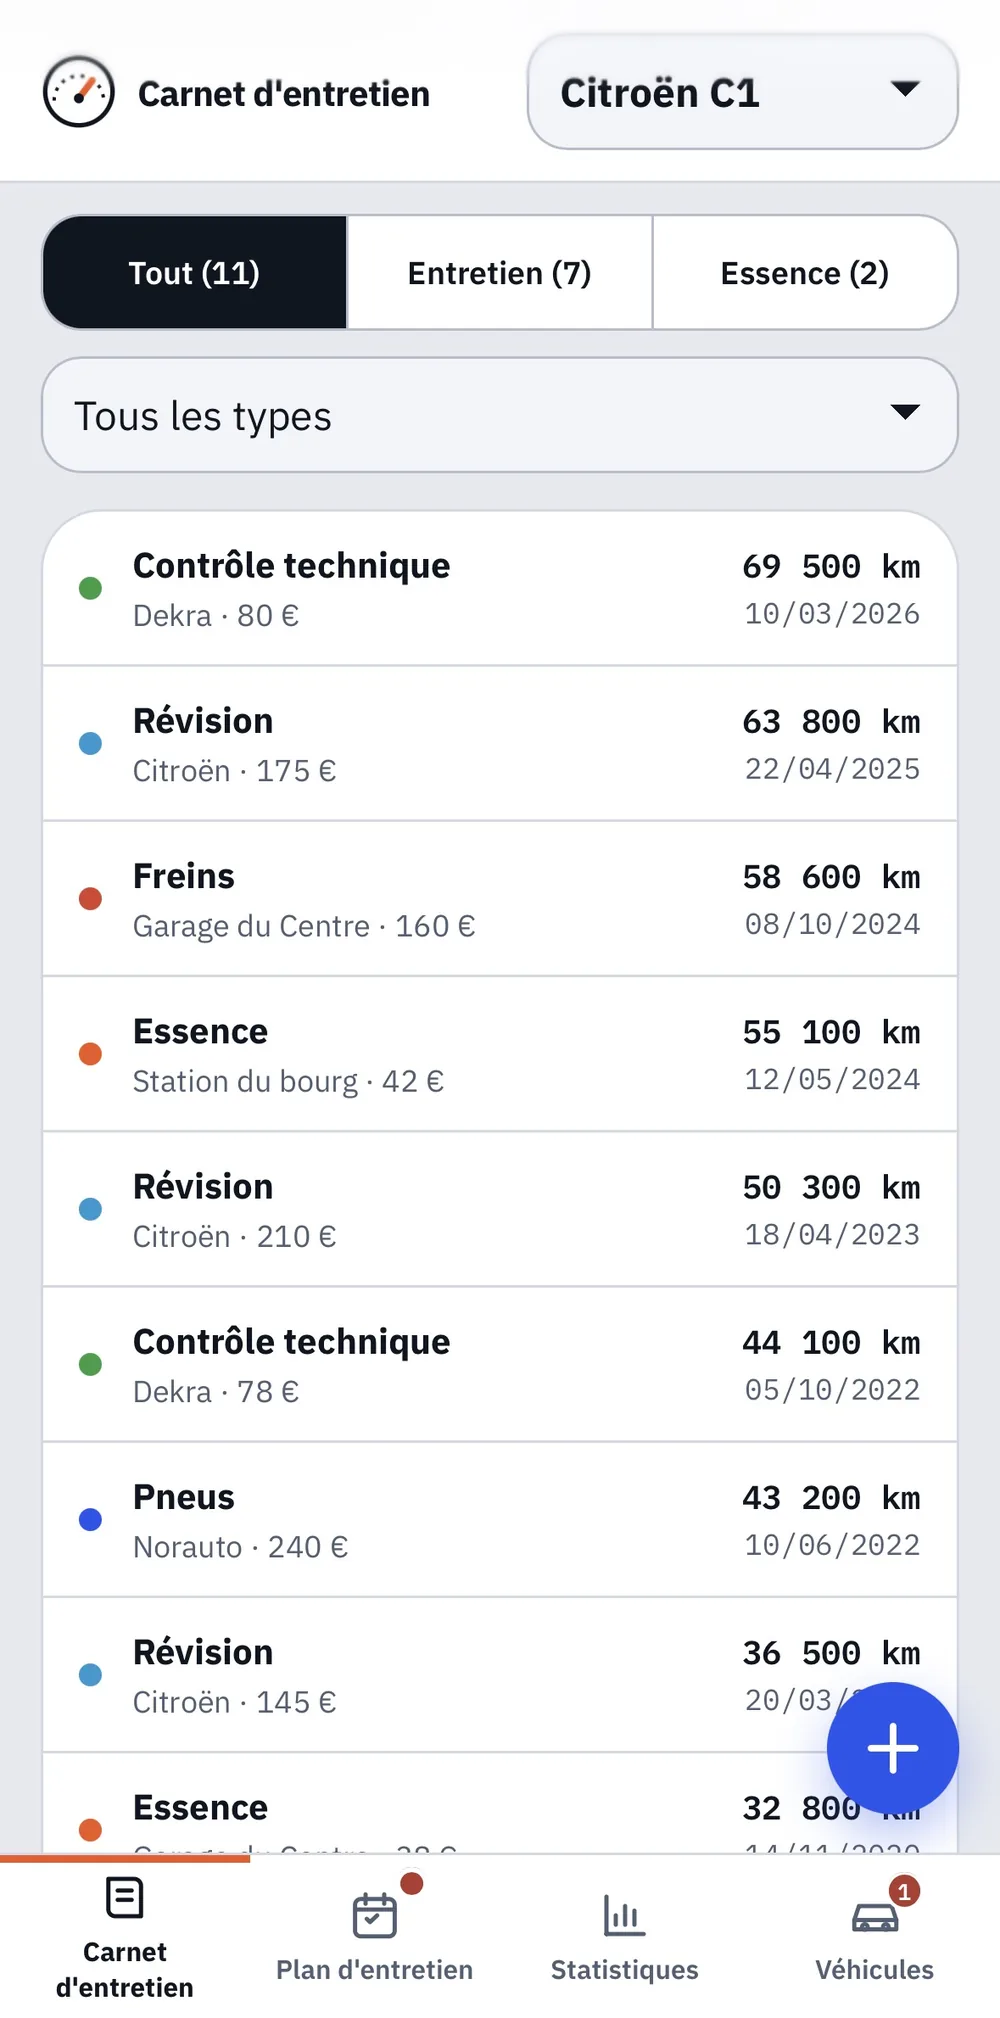 Carnet d'entretien
Citroën C1
Tout (11)
Entretien (7)
Essence (2)
Tous les types
Contrôle technique
69 500 km
Dekra · 80 €
10/03/2026
Révision
63 800 km
Citroën · 175 €
22/04/2025
Freins
58 600 km
Garage du Centre · 160 €
08/10/2024
Essence
55 100 km
Station du bourg · 42 €
12/05/2024
Révision
50 300 km
Citroën · 210 €
18/04/2023
Contrôle technique
44 100 km
Dekra · 78 €
05/10/2022
Pneus
43 200 km
Norauto · 240 €
10/06/2022
Révision
36 500 km
Citroën · 145 €
20/03/
Essence
32 800 km
1
Carnet
d'entretien
Plan d'entretien
Statistiques
Véhicules